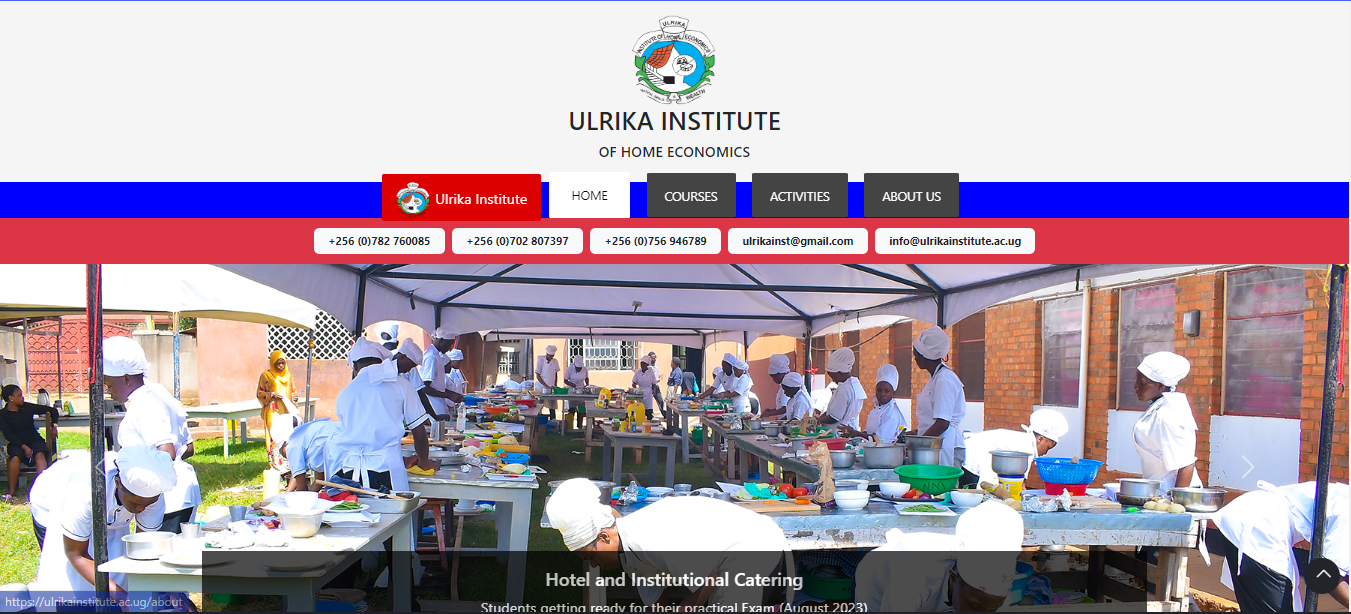 ULRIKA
INSTITUTE OF HOME ECONOMICS
HEALTH
ULRIKA INSTITUTE
OF HOME ECONOMICS
Ulrika Institute
HOME
COURSES
ACTIVITIES
ABOUT US
+256 (0)782 760085
+256 (0)702 807397
+256 (0)756 946789
ulrikainst@gmail.com
info@ulrikainstitute.ac.ug
Hotel and Institutional Catering
Students getting ready for their practical Exam (August 2023)
https://ulrikainstitute.ac.ug/about